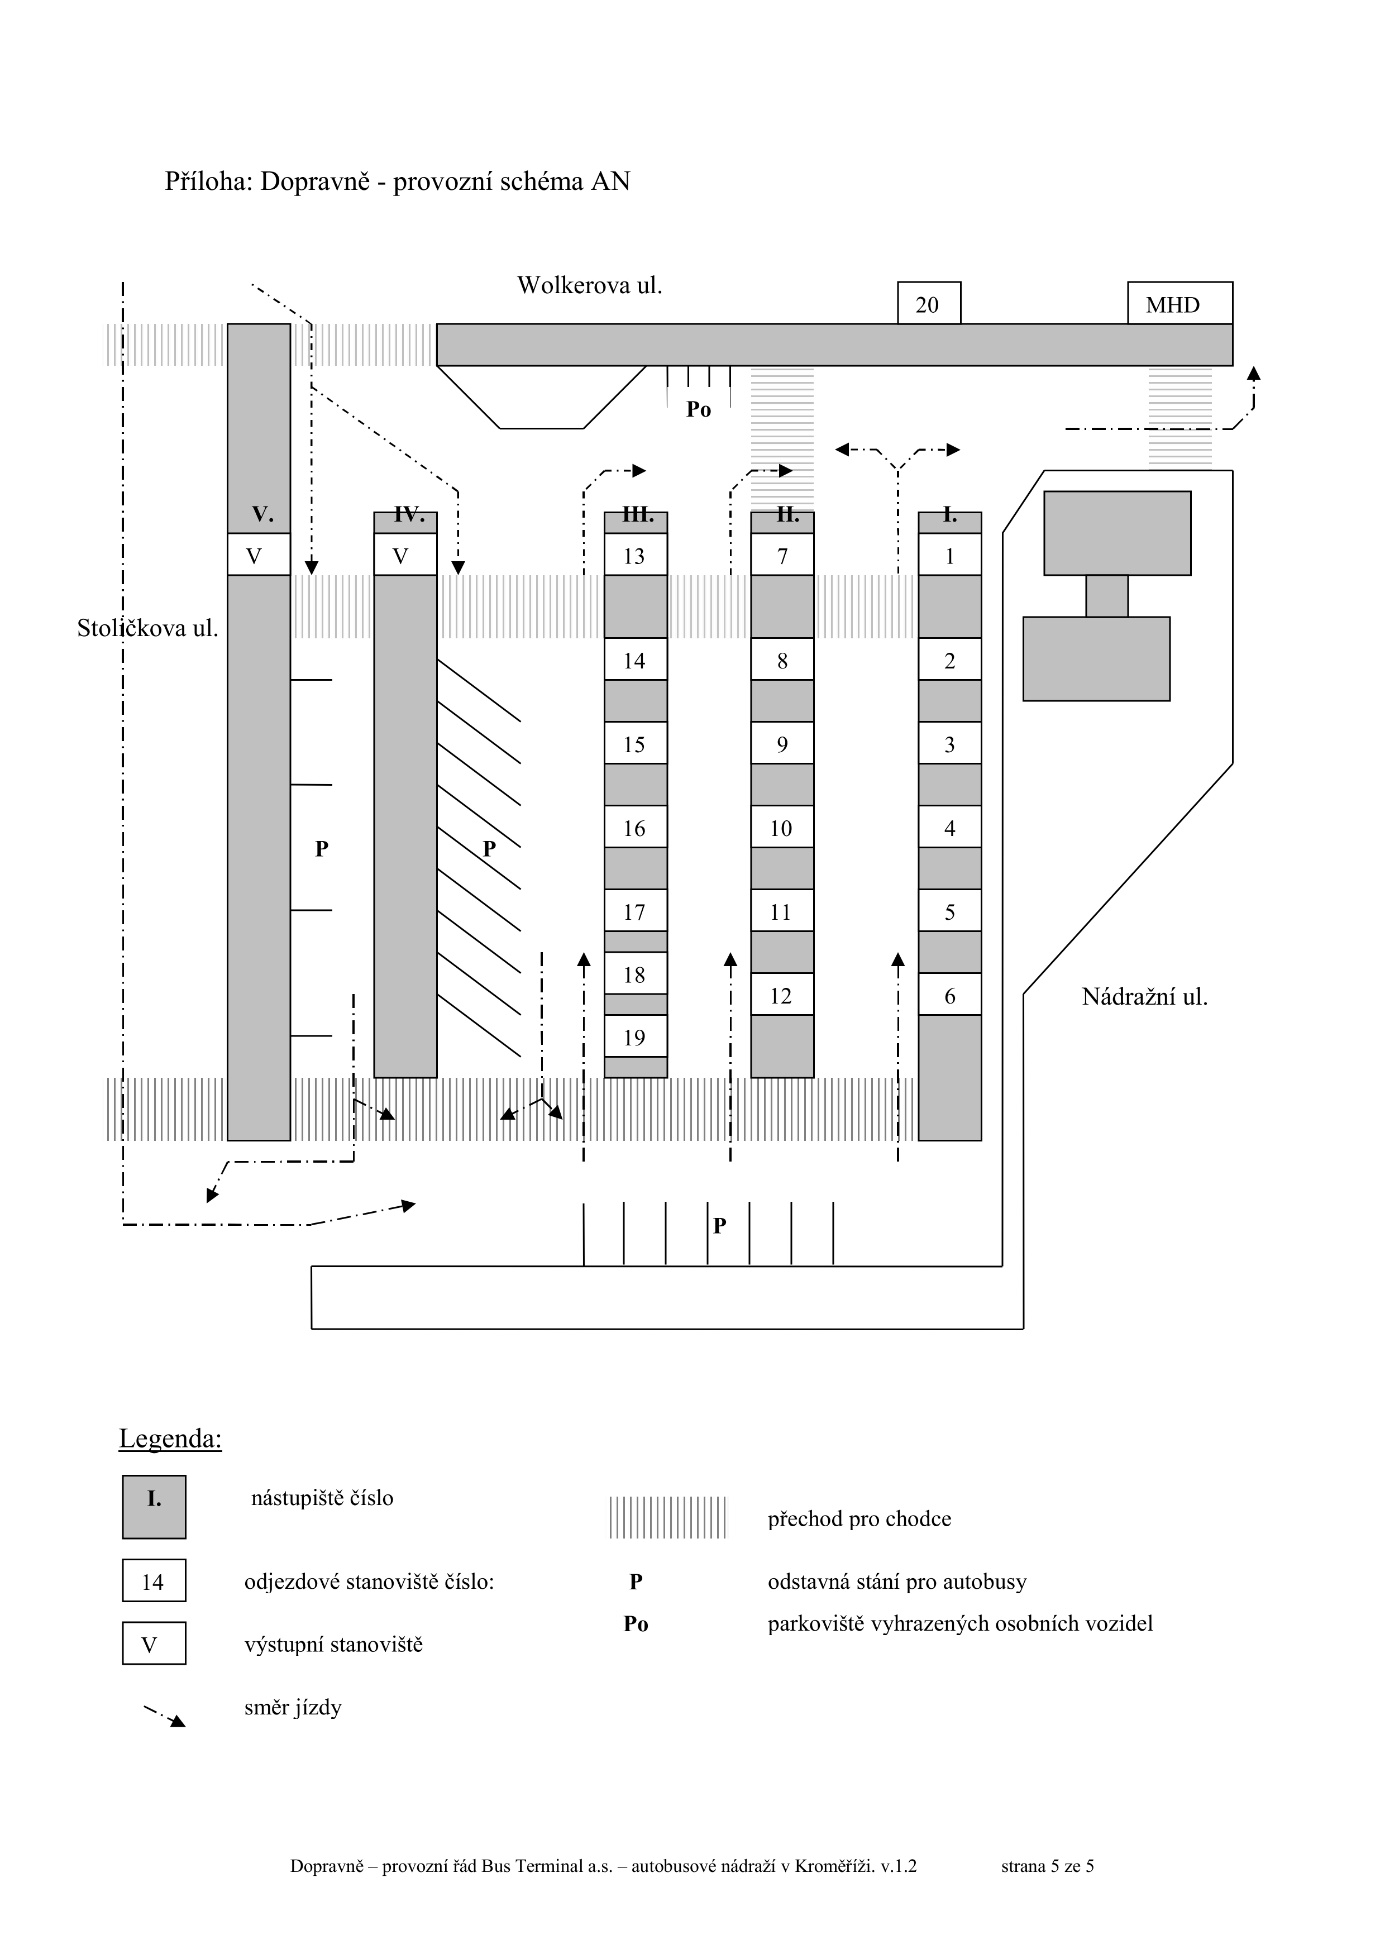 Příloha: Dopravně - provozní schéma AN
Wolkerova ul.
20
MHD
Po
V.
IV.
III.
II.
I.
V
V
13
7
1
Stoličkova ul.
14
8
2
15
9
3
P
P
16
10
4
17
11
5
18
12
6
Nádražní ul.
19
P
Legenda:
I.
nástupiště číslo
přechod pro chodce
14
odjezdové stanoviště číslo:
P
odstavná stání pro autobusy
Po
parkoviště vyhrazených osobních vozidel
V
výstupní stanoviště
směr jízdy
Dopravně – provozní řád Bus Terminal a.s. – autobusové nádraží v Kroměříži. v.1.2 strana 5 ze 5